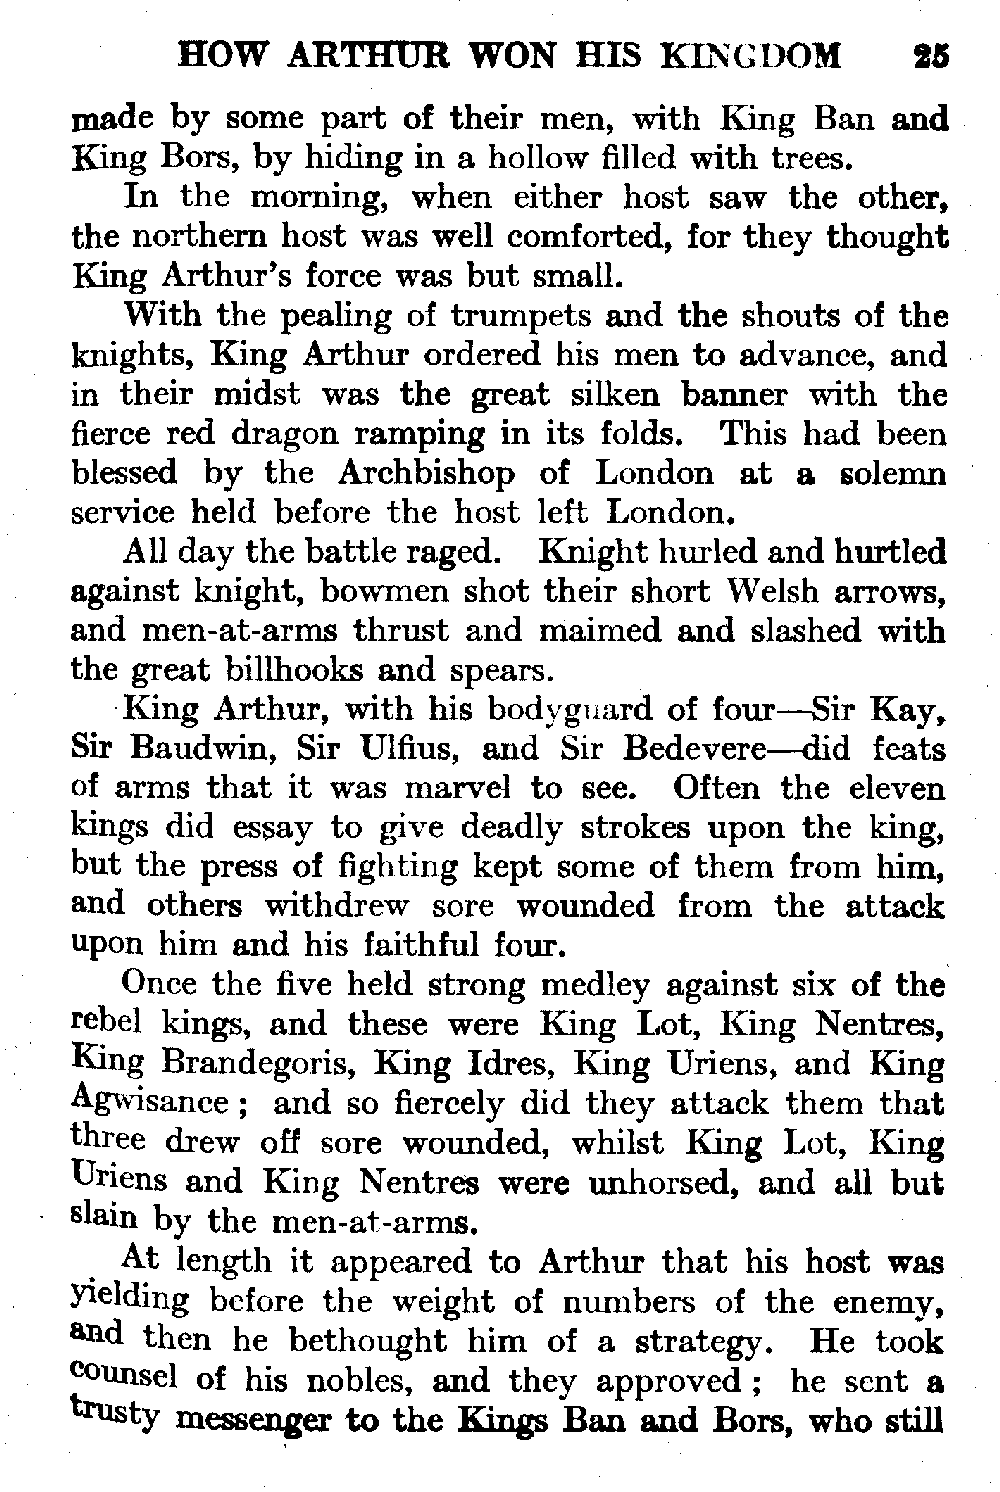 HOW ARTHUR WON HIS KINGDOM 25
made by some part of their men, with King Ban and
King Bors, by hiding in a hollow filled with trees.
In the morning, when either host saw the other,
the northern host was well comforted, for they thought
King Arthur's force was but small.
With the pealing of trumpets and the shouts of the
knights, King Arthur ordered his men to advance, and
in their midst was the great silken banner with the
fierce red dragon ramping in its folds. This had been
blessed by the Archbishop of London at a solemn
service held before the host left London.
All day the battle raged. Knight hurled and hurtled
against knight, bowmen shot their short Welsh arrows,
and men-at-arms thrust and maimed and slashed with
the great billhooks and spears.
King Arthur, with his bodyguard of four—Sir Kay,
Sir Baudwin, Sir Ulfius, and Sir Bedevere—did feats
of arms that it was marvel to see. Often the eleven
kings did essay to give deadly strokes upon the king,
but the press of fighting kept some of them from him,
and others withdrew sore wounded from the attack
upon him and his faithful four.
Once the five held strong medley against six of the
rebel kings, and these were King Lot, King Nentres,
King Brandegoris, King Idres, King Uriens, and King
Agwisance ; and so fiercely did they attack them that
three drew off sore wounded, whilst King Lot, King
Uriens and King Nentres were unhorsed, and all but
slain by the men-at-arms.
At length it appeared to Arthur that his host was
yielding before the weight of numbers of the enemy,
and then he bethought him of a strategy. He took
counsel of his nobles, and they approved ; he sent a
trusty messenger to the Kings Ban and Bors, who still